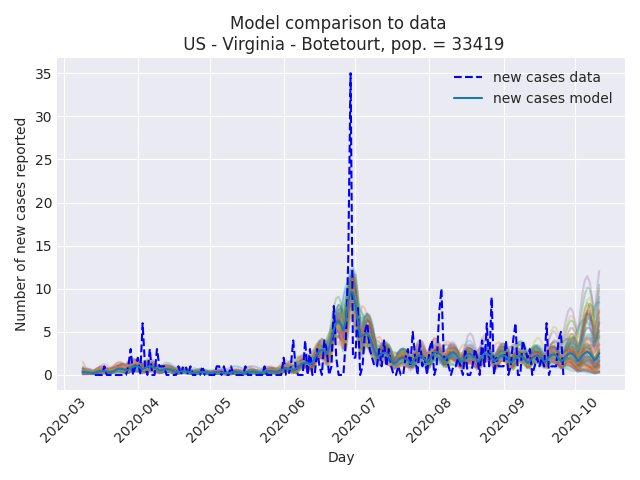 Model comparison to data
US - Virginia - Botetourt, pop. = 33419
new cases data
new cases model
Number of new cases reported
35
30
25
20
15
10
5
0
2020-03
2020-04
2020-05
2020-06
2020-07
2020-08
2020-09
2020-10
Day